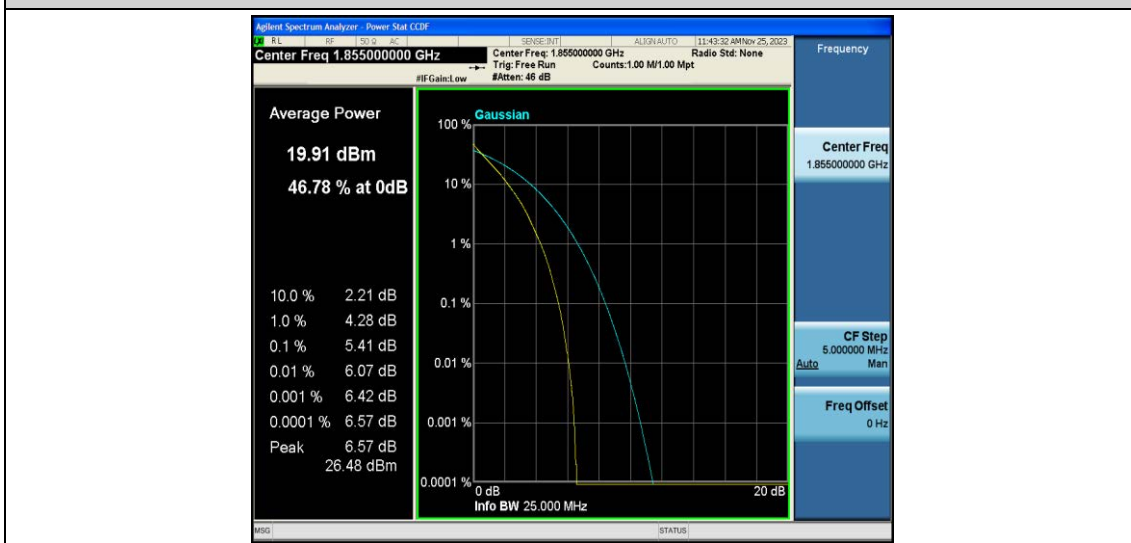 Agilent Spectrum Analyzer - Power Stat CCDF
RL RF 50 Ω AC SENSE:INT ALIGN AUTO 11:43:32 AM Nov 25, 2023
Center Freq 1.855000000 GHz
Center Freq: 1.855000000 GHz Radio Std: None
Trig: Free Run Counts:1.00 M/1.00 Mpt
#IFGain:Low #Atten: 46 dB
Frequency
Average Power
19.91 dBm
46.78 % at 0dB
10.0 % 2.21 dB
1.0 % 4.28 dB
0.1 % 5.41 dB
0.01 % 6.07 dB
0.001 % 6.42 dB
0.0001 % 6.57 dB
Peak 6.57 dB
26.48 dBm
Gaussian
100 %
10 %
1 %
0.1 %
0.01 %
0.001 %
0.0001 %
0 dB 20 dB
Info BW 25.000 MHz
Center Freq
1.855000000 GHz
CF Step
5.000000 MHz
Auto Man
Freq Offset
0 Hz
MSG STATUS